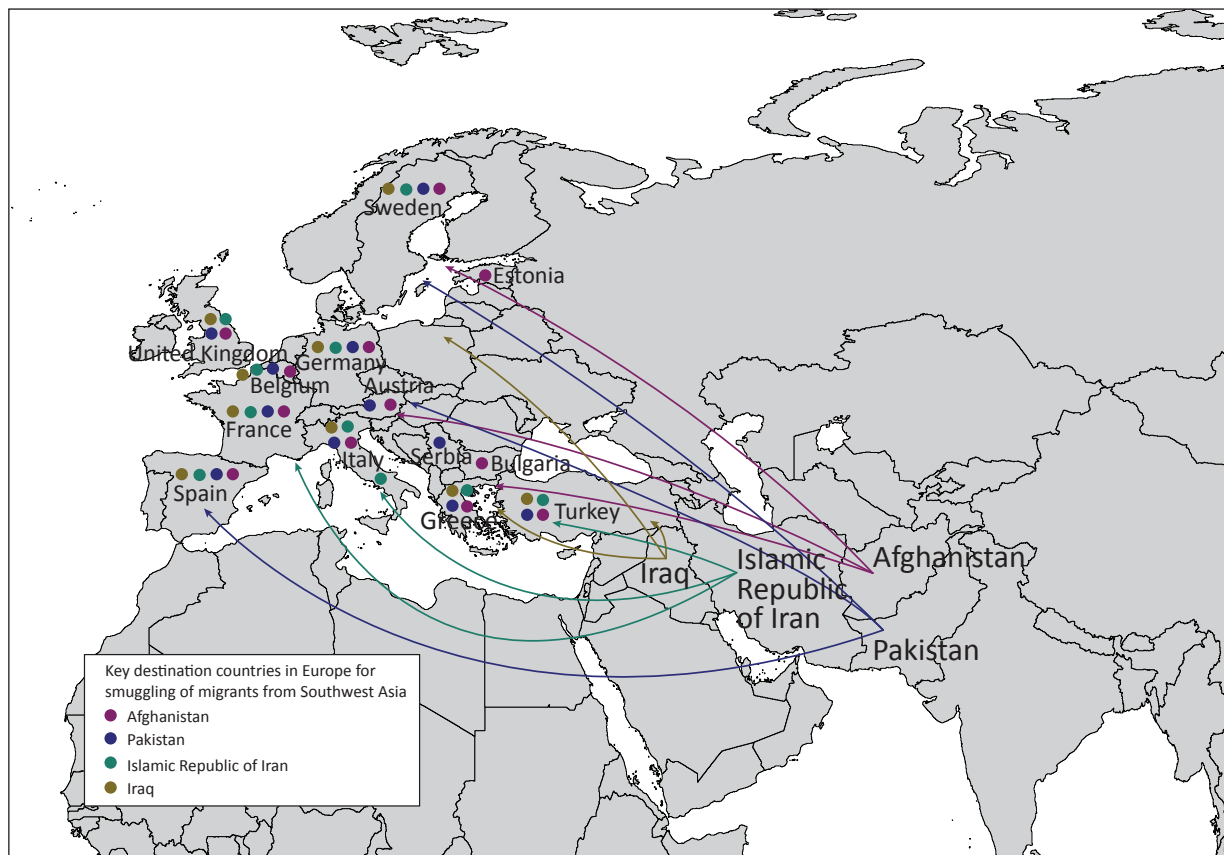 Sweden
Estonia
United Kingdom
Germany
Belgium
Austria
France
Italy
Serbia
Bulgaria
Spain
Greece
Turkey
Iraq
Islamic
Republic
of Iran
Afghanistan
Pakistan
Key destination countries in Europe for
smuggling of migrants from Southwest Asia
Afghanistan
Pakistan
Islamic Republic of Iran
Iraq